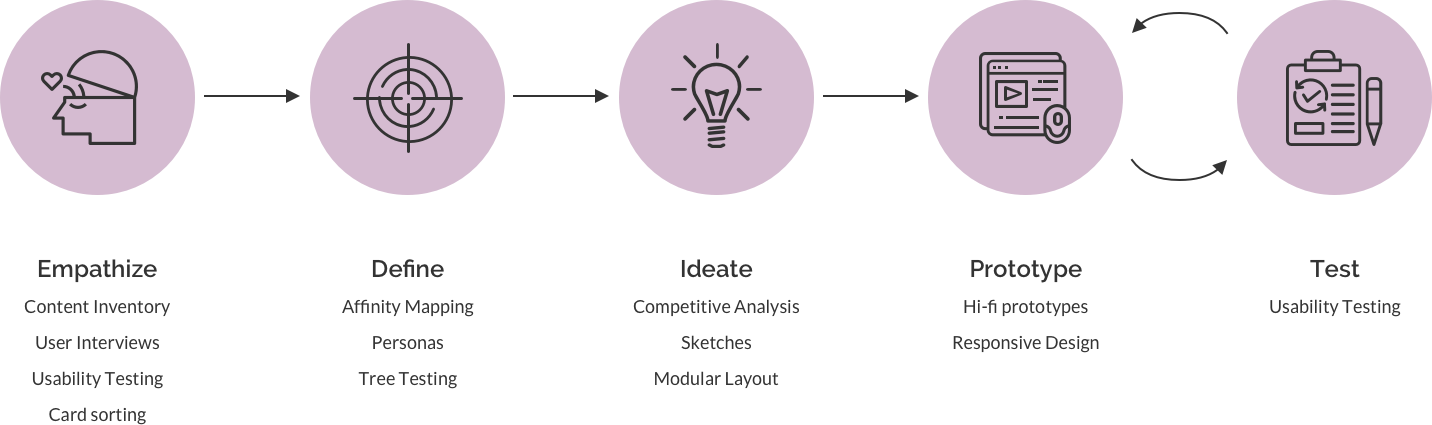 Empathize
Content Inventory
User Interviews
Usability Testing
Card sorting
Define
Affinity Mapping
Personas
Tree Testing
Ideate
Competitive Analysis
Sketches
Modular Layout
Prototype
Hi-fi prototypes
Responsive Design
Test
Usability Testing